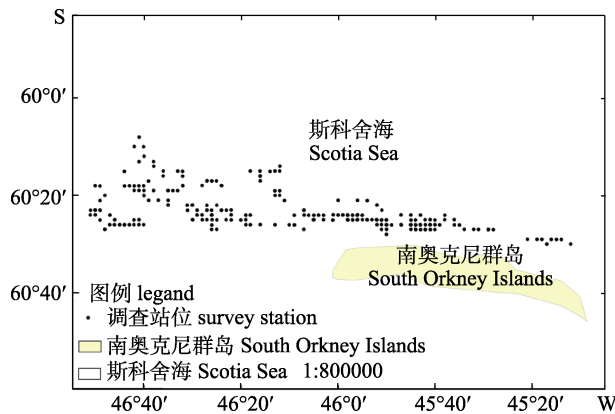 S
60°0′
斯科舍海
Scotia Sea
60°20′
南奥克尼群岛
South Orkney Islands
60°40′
图例 legand
调查站位 survey station
南奥克尼群岛 South Orkney Islands
斯科舍海 Scotia Sea 1:800000
46°40′ 46°20′ 46°0′ 45°40′ 45°20′ W